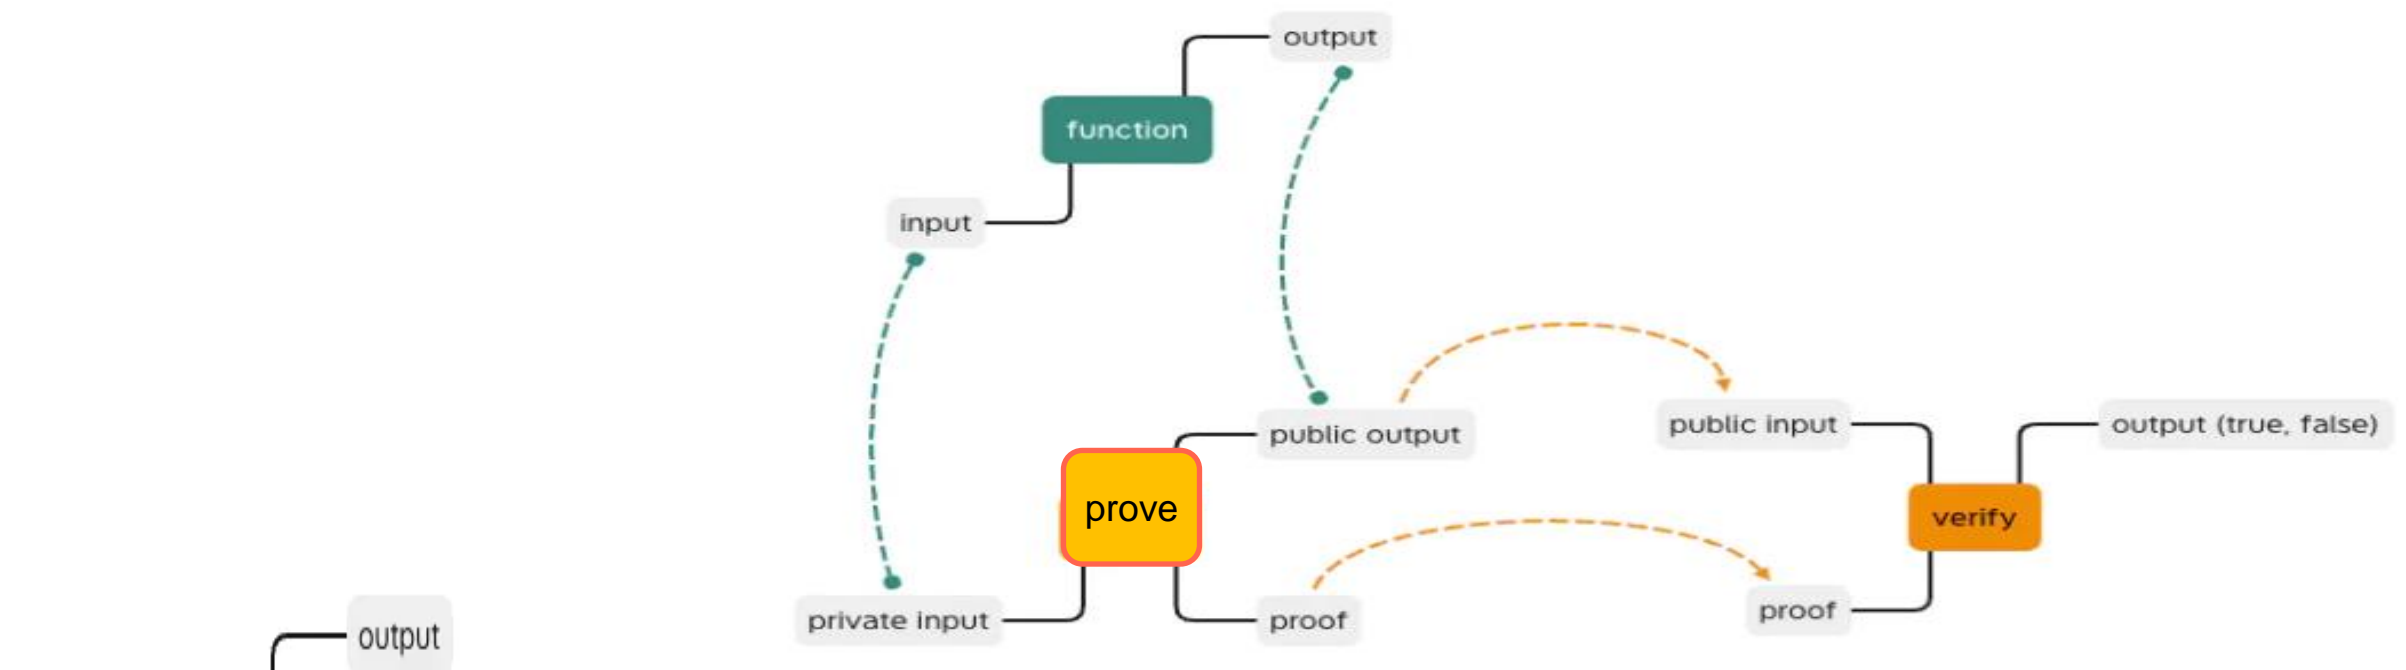 output
function
input
public output
public input
output (true, false)
prove
verify
private input
proof
proof
output